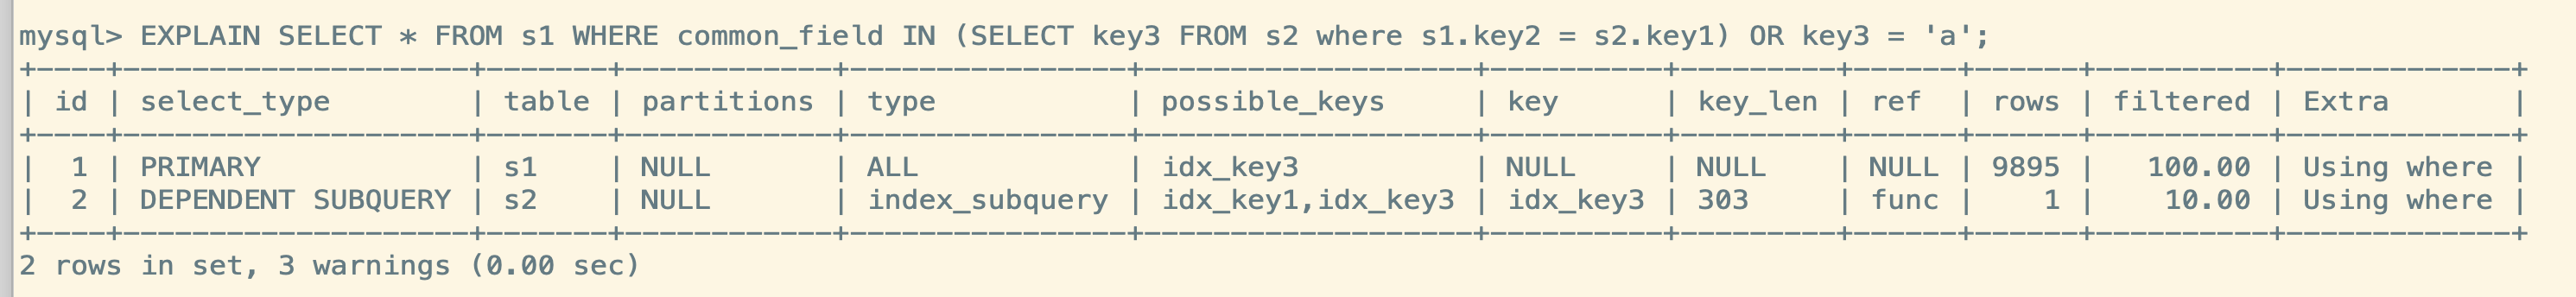 mysql> EXPLAIN SELECT * FROM s1 WHERE common_field IN (SELECT key3 FROM s2 where s1.key2 = s2.key1) OR key3 = 'a';
+----+--------------------+-------+------------+----------------+-------------------+----------+---------+------+------+----------+-------------+
| id | select_type        | table | partitions | type           | possible_keys     | key      | key_len | ref  | rows | filtered | Extra       |
+----+--------------------+-------+------------+----------------+-------------------+----------+---------+------+------+----------+-------------+
|  1 | PRIMARY            | s1    | NULL       | ALL            | idx_key3          | NULL     | NULL    | NULL | 9895 |   100.00 | Using where |
|  2 | DEPENDENT SUBQUERY | s2    | NULL       | index_subquery | idx_key1,idx_key3 | idx_key3 | 303     | func |    1 |    10.00 | Using where |
+----+--------------------+-------+------------+----------------+-------------------+----------+---------+------+------+----------+-------------+
2 rows in set, 3 warnings (0.00 sec)